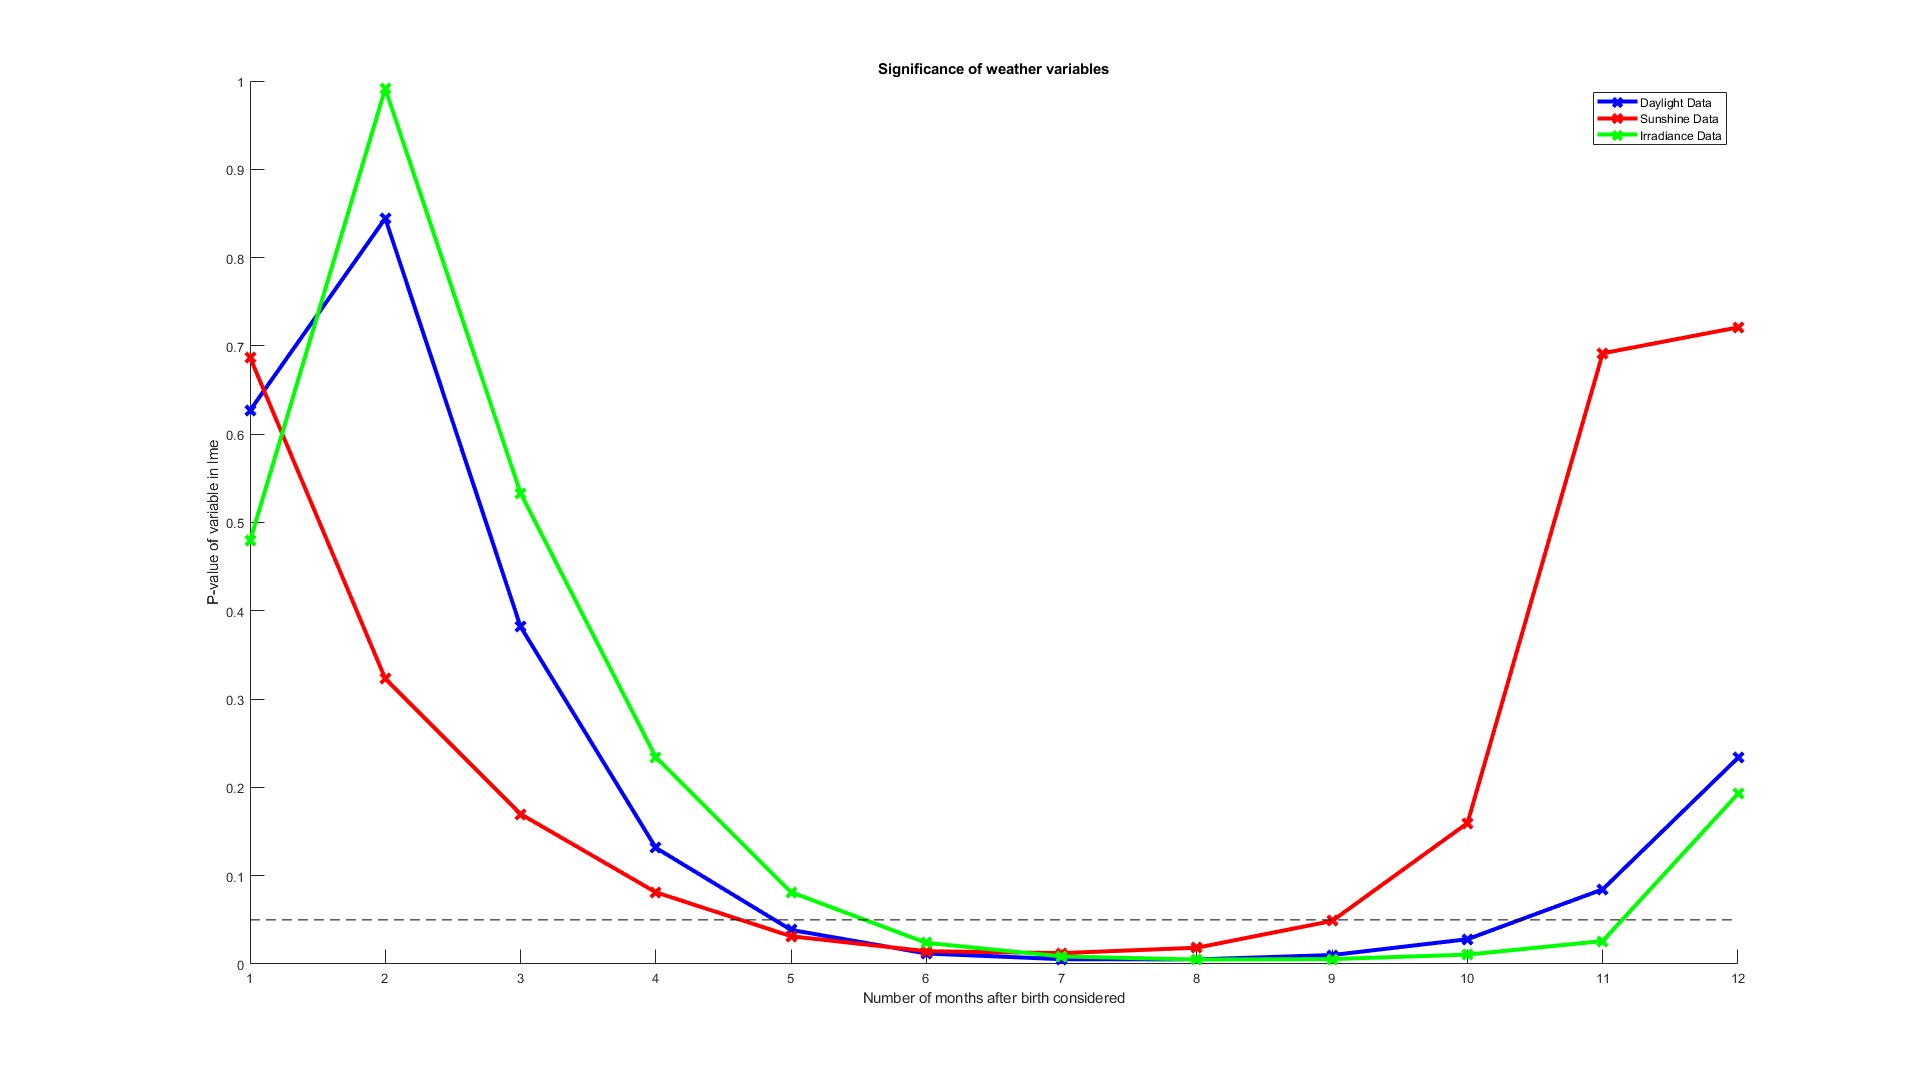 Significance of weather variables
Daylight Data
Sunshine Data
Irradiance Data
1
0.9
0.8
0.7
0.6
0.5
0.4
0.3
0.2
0.1
0
P-value of variable in lme
1 2 3 4 5 6 7 8 9 10 11 12
Number of months after birth considered